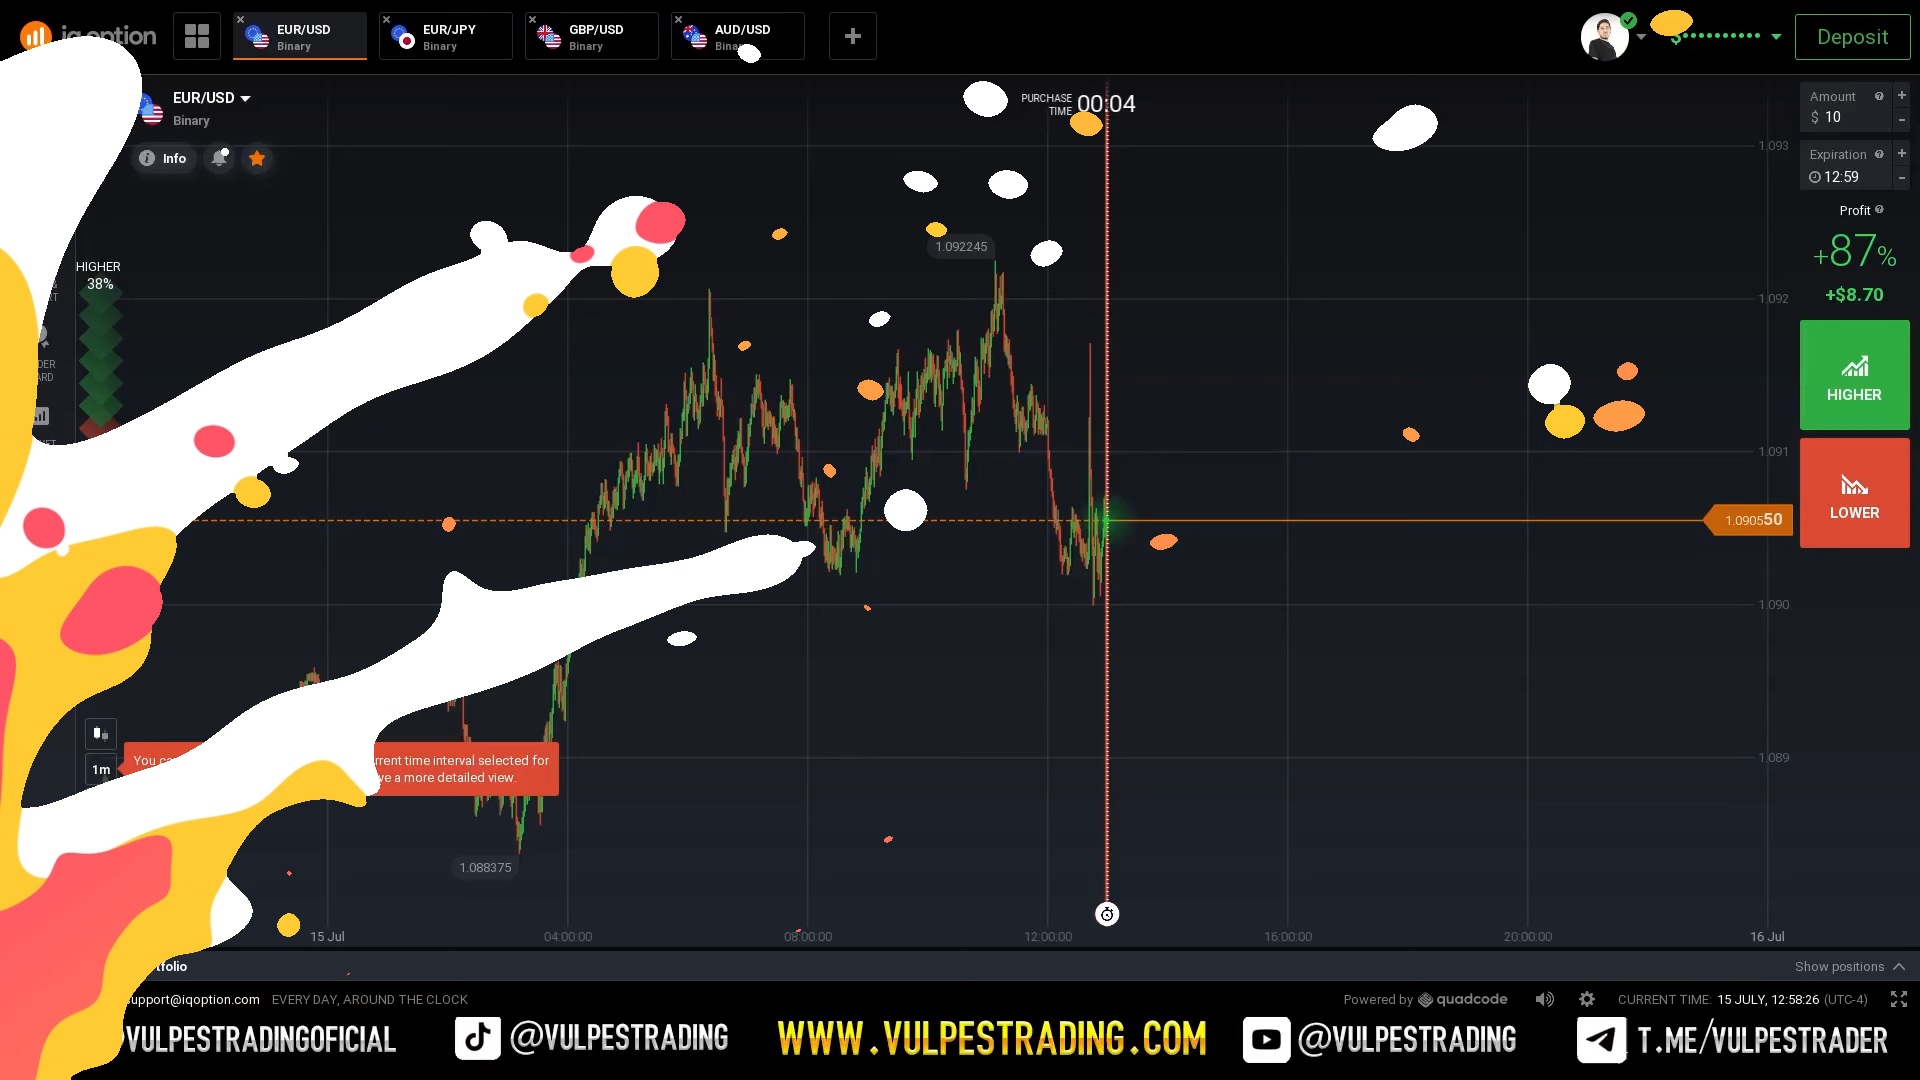 iq option
EUR/USD
Binary
EUR/JPY
Binary
GBP/USD
Binary
AUD/USD
Binary
Deposit
EUR/USD
Binary
Info
PURCHASE
TIME
00:04
Amount
$ 10
Expiration
12:59
Profit
+87%
+$8.70
HIGHER
LOWER
HIGHER
38%
1.093
1.092
1.091
1.090550
1.090
1.089
1.092245
1.088375
1m
rrent time interval selected for
e a more detailed view.
15 Jul
04:00:00
08:00:00
12:00:00
16:00:00
20:00:00
16 Jul
tfolio
Show positions
support@iqoption.com
EVERY DAY, AROUND THE CLOCK
Powered by quadcode
CURRENT TIME: 15 JULY, 12:58:26 (UTC-4)
VULPESTRADINGOFICIAL
@VULPESTRADING
WWW.VULPESTRADING.COM
@VULPESTRADING
T.ME/VULPESTRADER